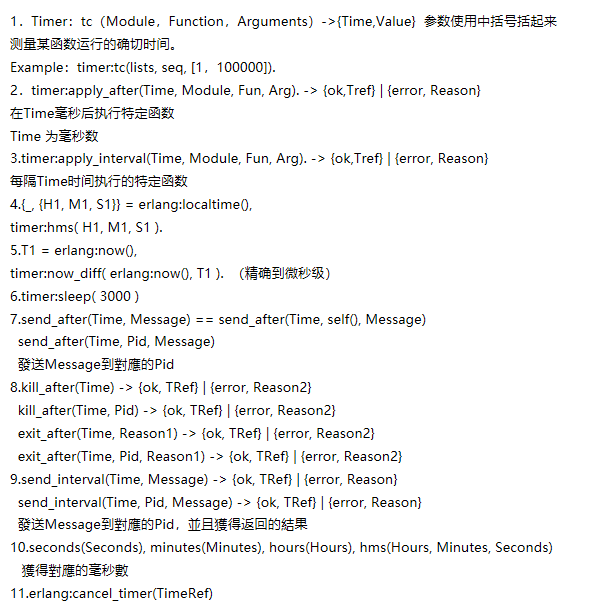 1．Timer：tc（Module，Function，Arguments）->{Time,Value}  参数使用中括号括起来
测量某函数运行的确切时间。
Example：timer:tc(lists, seq, [1，100000]).
2．timer:apply_after(Time, Module, Fun, Arg). -> {ok,Tref} | {error, Reason}
在Time毫秒后执行特定函数
Time 为毫秒数
3.timer:apply_interval(Time, Module, Fun, Arg). -> {ok,Tref} | {error, Reason}
每隔Time时间执行的特定函数
4.{_, {H1, M1, S1}} = erlang:localtime(),
timer:hms( H1, M1, S1 ).
5.T1 = erlang:now(),
timer:now_diff( erlang:now(), T1 ).  （精确到微秒级）
6.timer:sleep( 3000 )
7.send_after(Time, Message) == send_after(Time, self(), Message)
send_after(Time, Pid, Message)
發送Message到對應的Pid
8.kill_after(Time) -> {ok, TRef} | {error, Reason2}
kill_after(Time, Pid) -> {ok, TRef} | {error, Reason2}
exit_after(Time, Reason1) -> {ok, TRef} | {error, Reason2}
exit_after(Time, Pid, Reason1) -> {ok, TRef} | {error, Reason2}
9.send_interval(Time, Message) -> {ok, TRef} | {error, Reason}
send_interval(Time, Pid, Message) -> {ok, TRef} | {error, Reason}
發送Message到對應的Pid，並且獲得返回的結果
10.seconds(Seconds), minutes(Minutes), hours(Hours), hms(Hours, Minutes, Seconds)
獲得對應的毫秒數
11.erlang:cancel_timer(TimeRef)